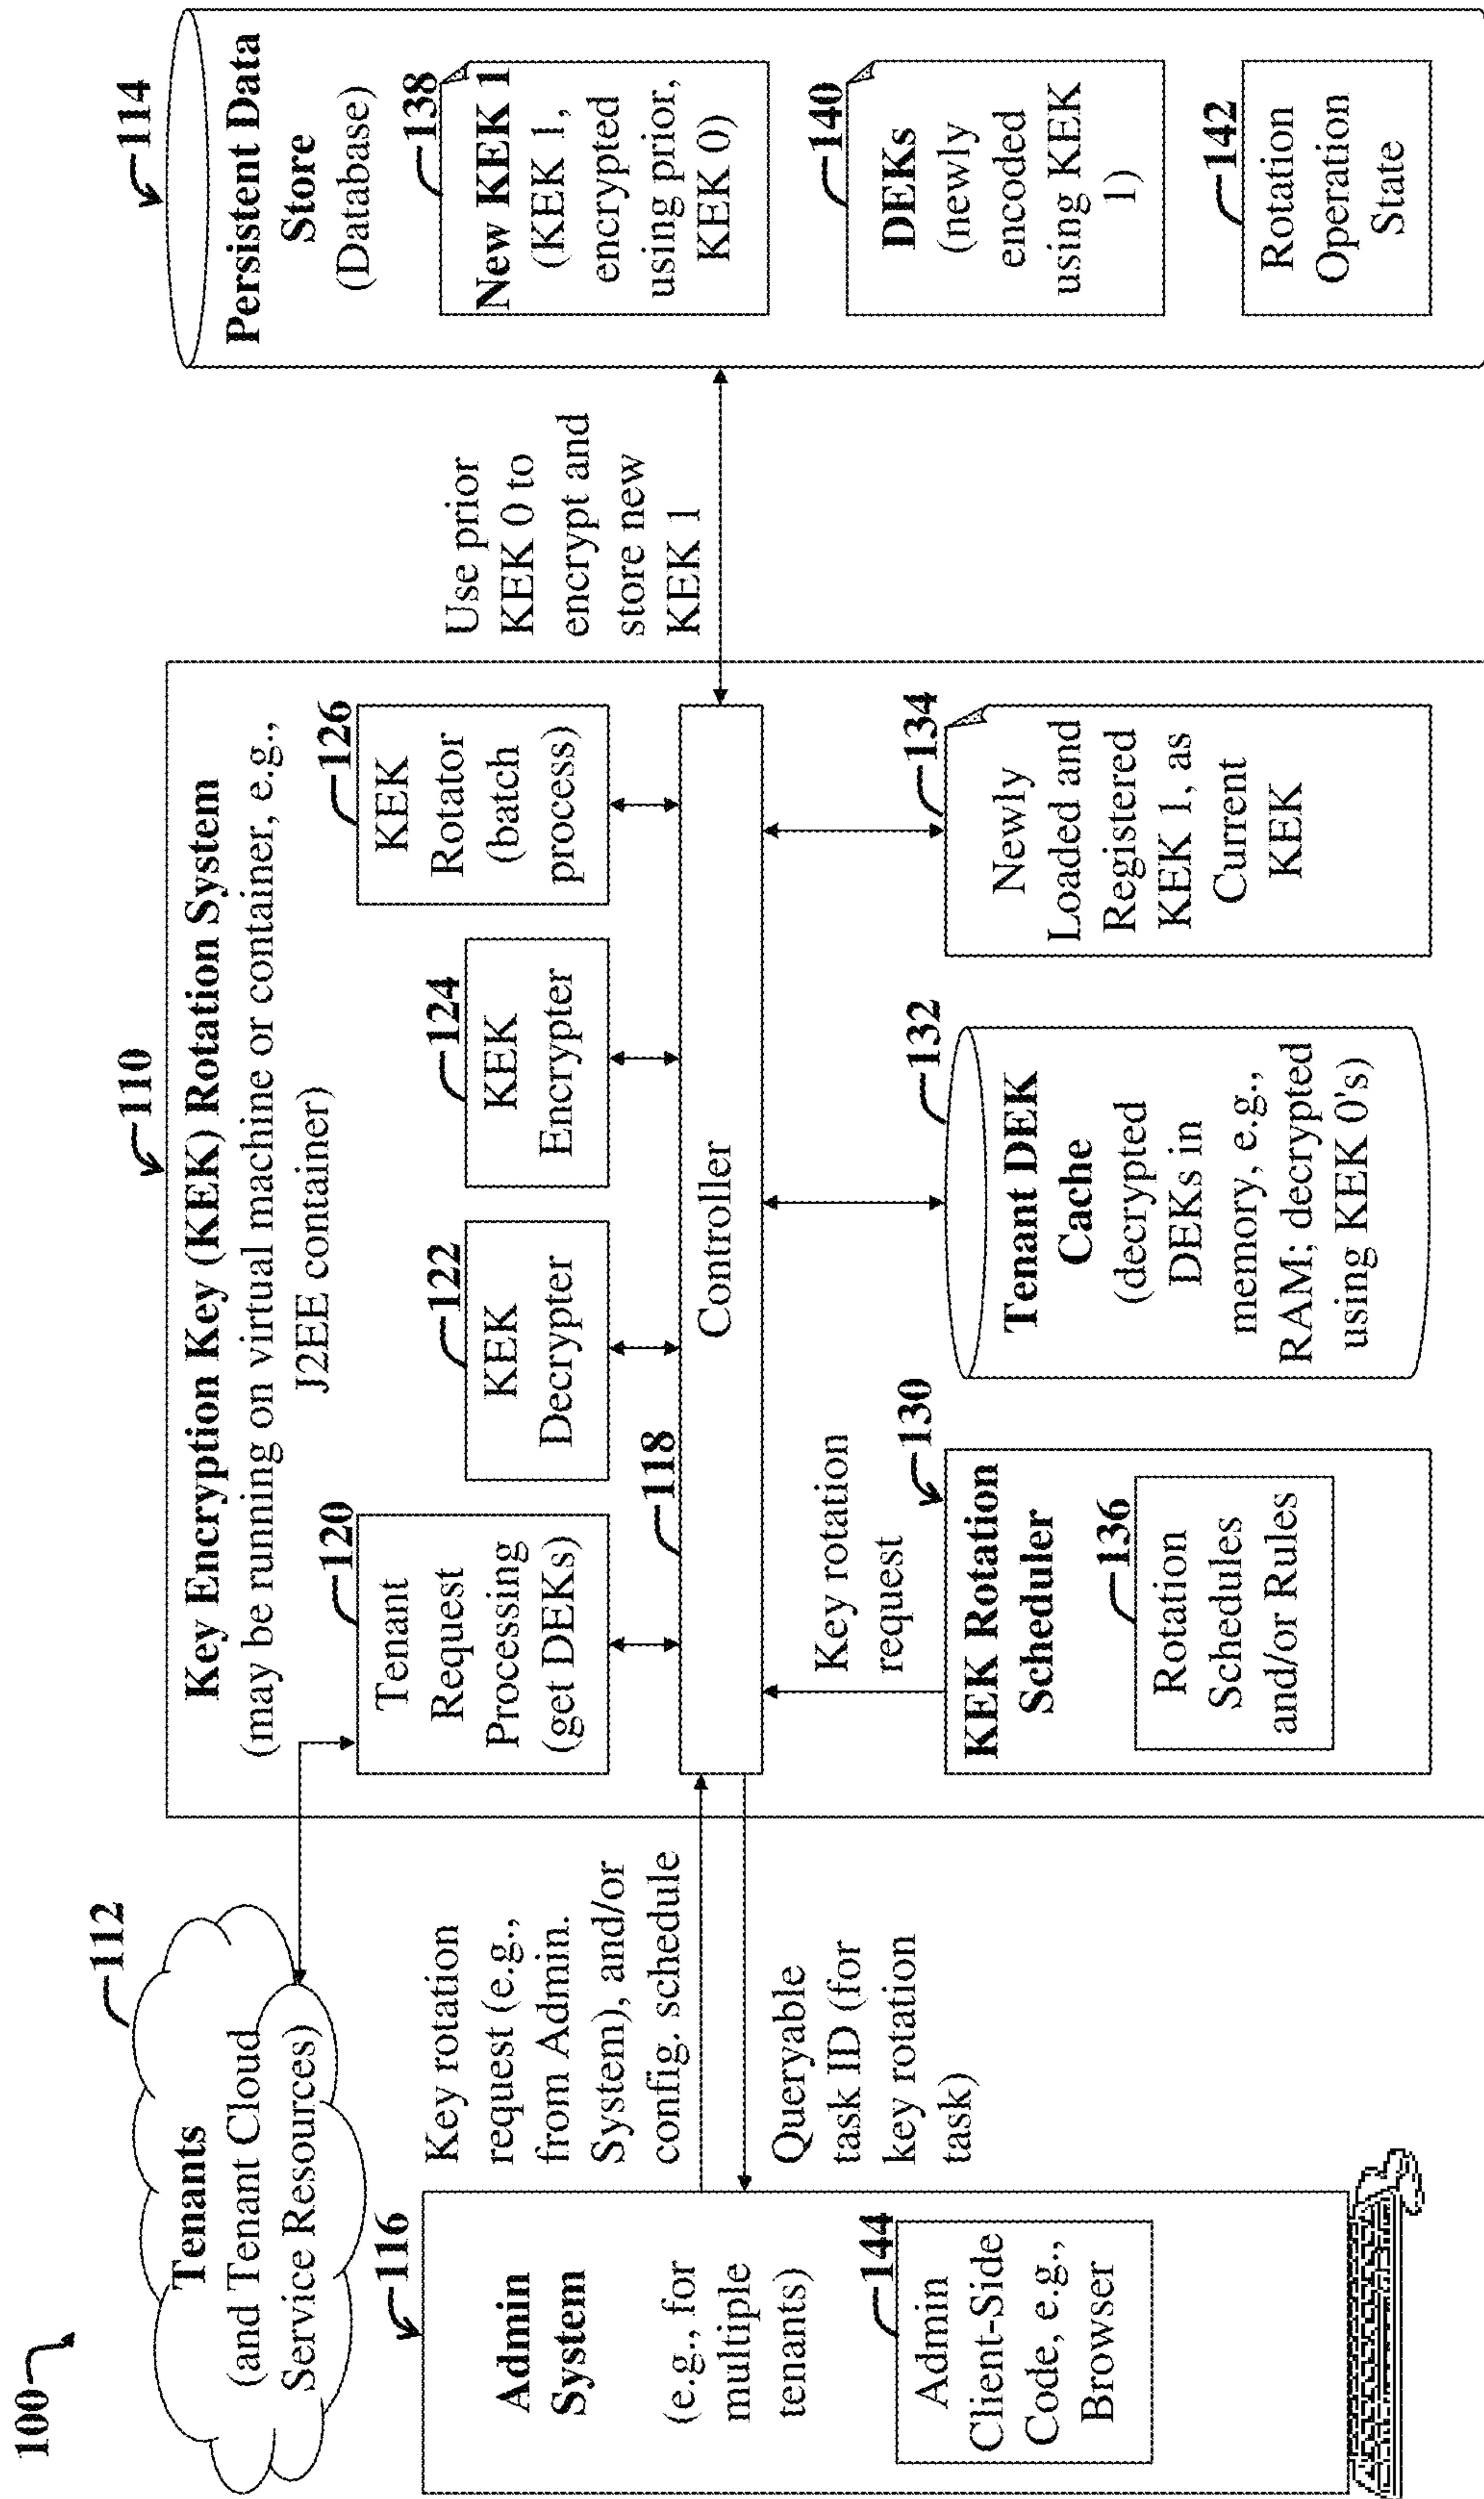 100
112
Tenants
(and Tenant Cloud
Service Resources)
116
Admin
System
(e.g., for
multiple
tenants)
144
Admin
Client-Side
Code, e.g.,
Browser
Key rotation
request (e.g.,
from Admin.
System), and/or
config. schedule
Queryable
task ID (for
key rotation
task)
110
Key Encryption Key (KEK) Rotation System
(may be running on virtual machine or container, e.g.,
J2EE container)
120
Tenant
Request
Processing
(get DEKs)
122
KEK
Decrypter
124
KEK
Encrypter
126
KEK
Rotator
(batch
process)
118
Controller
Key rotation
request
130
KEK Rotation
Scheduler
136
Rotation
Schedules
and/or Rules
132
Tenant DEK
Cache
(decrypted
DEKs in
memory, e.g.,
RAM; decrypted
using KEK 0's)
134
Newly
Loaded and
Registered
KEK 1, as
Current
KEK
Use prior
KEK 0 to
encrypt and
store new
KEK 1
114
Persistent Data
Store
(Database)
138
New KEK 1
(KEK 1,
encrypted
using prior,
KEK 0)
140
DEKs
(newly
encoded
using KEK
1)
142
Rotation
Operation
State